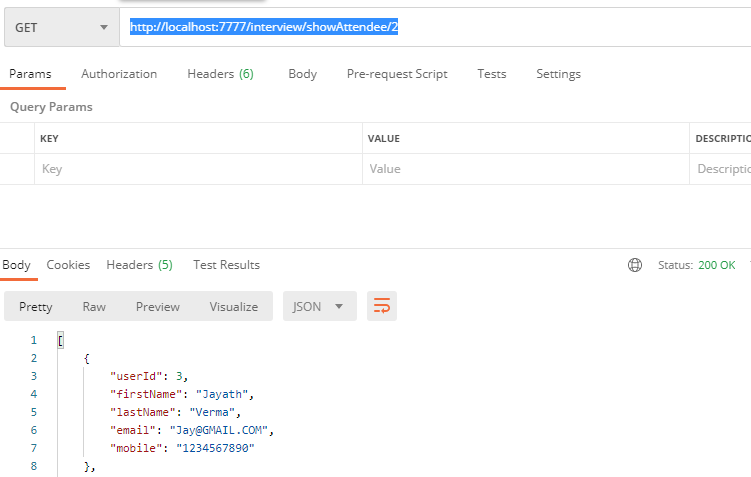 GET http://localhost:7777/interview/showAttendee/2
Params Authorization Headers (6) Body Pre-request Script Tests Settings
Query Params
KEY VALUE DESCRIPTIO
Key Value Descriptio
Body Cookies Headers (5) Test Results Status: 200 OK
Pretty Raw Preview Visualize JSON
1 [
2 {
3 "userId": 3,
4 "firstName": "Jayath",
5 "lastName": "Verma",
6 "email": "Jay@GMAIL.COM",
7 "mobile": "1234567890"
8 },